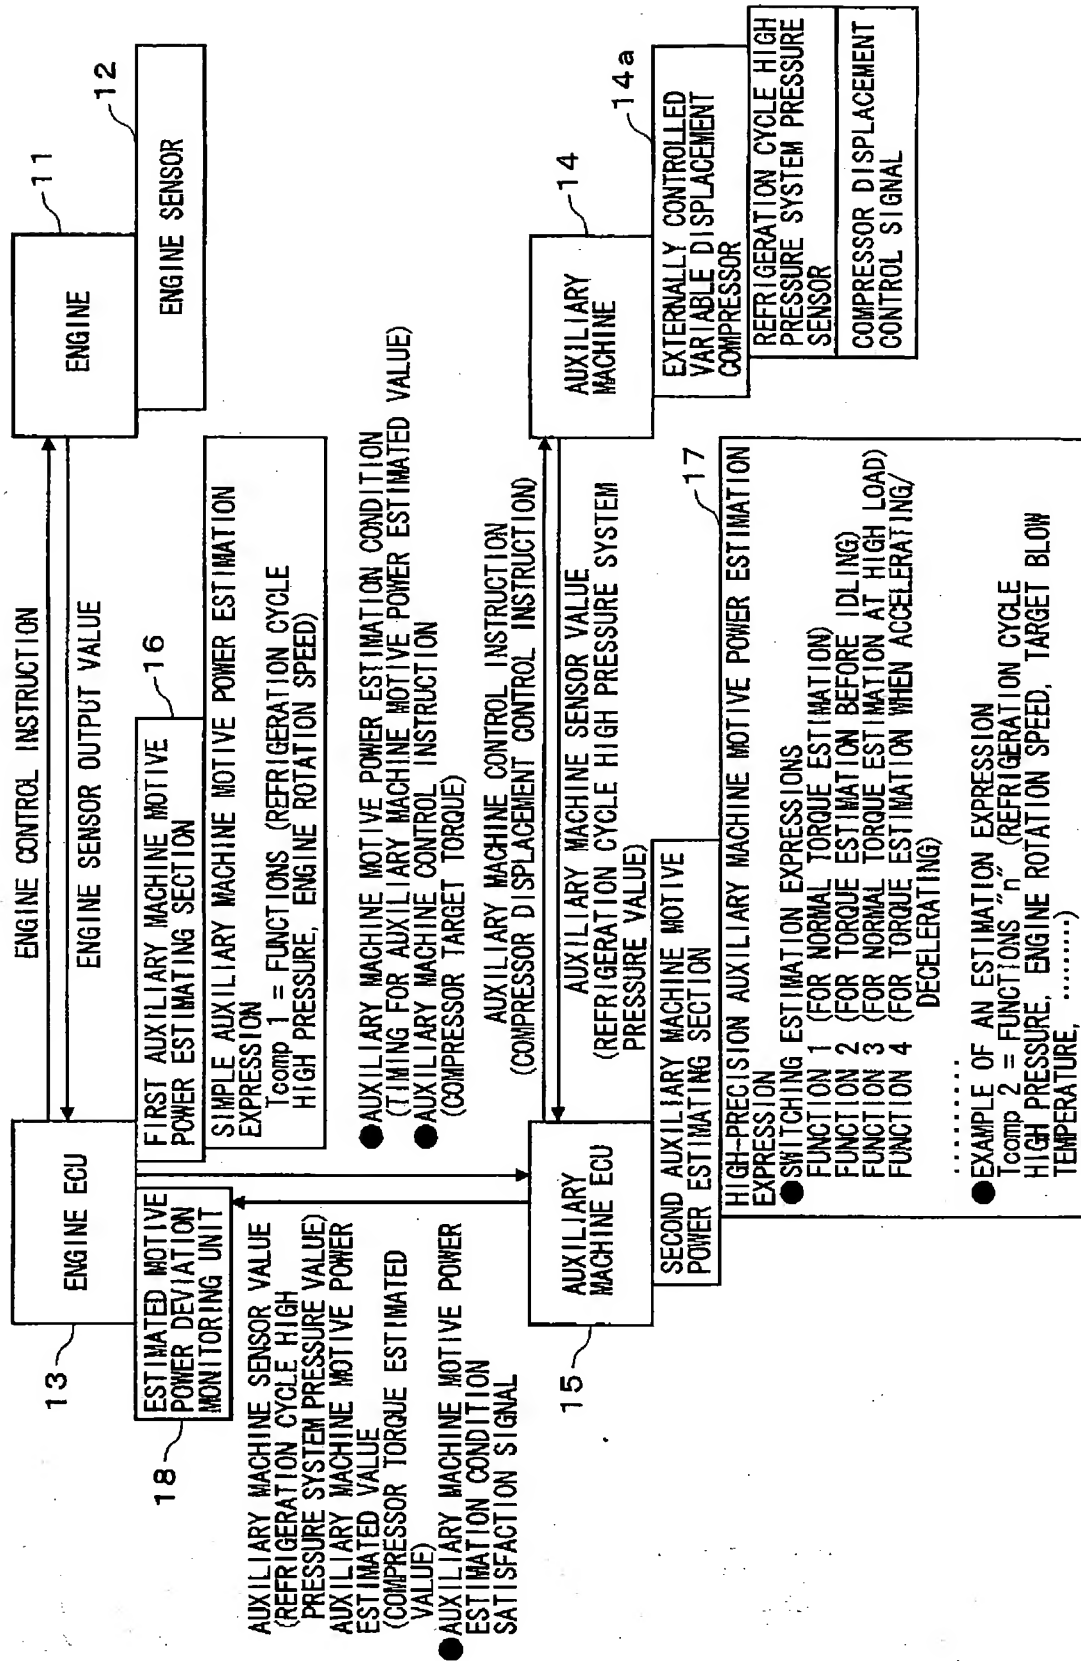 ENGINE CONTROL INSTRUCTION
13
ENGINE ECU
ENGINE SENSOR OUTPUT VALUE
ENGINE
11
ENGINE SENSOR
12
18
ESTIMATED MOTIVE
POWER DEVIATION
MONITORING UNIT
FIRST AUXILIARY MACHINE MOTIVE
POWER ESTIMATING SECTION
16
SIMPLE AUXILIARY MACHINE MOTIVE POWER ESTIMATION
EXPRESSION
Tcomp 1 = FUNCTIONS (REFRIGERATION CYCLE
HIGH PRESSURE, ENGINE ROTATION SPEED)
AUXILIARY MACHINE SENSOR VALUE
(REFRIGERATION CYCLE HIGH
PRESSURE SYSTEM PRESSURE VALUE)
AUXILIARY MACHINE MOTIVE POWER
ESTIMATED VALUE
(COMPRESSOR TORQUE ESTIMATED
VALUE)
●AUXILIARY MACHINE MOTIVE POWER
ESTIMATION CONDITION
SATISFACTION SIGNAL
●AUXILIARY MACHINE MOTIVE POWER ESTIMATION CONDITION
(TIMING FOR AUXILIARY MACHINE MOTIVE POWER ESTIMATED VALUE)
●AUXILIARY MACHINE CONTROL INSTRUCTION
(COMPRESSOR TARGET TORQUE)
AUXILIARY MACHINE CONTROL INSTRUCTION
(COMPRESSOR DISPLACEMENT CONTROL INSTRUCTION)
15
AUXILIARY
MACHINE ECU
AUXILIARY MACHINE SENSOR VALUE
(REFRIGERATION CYCLE HIGH PRESSURE SYSTEM
PRESSURE VALUE)
AUXILIARY
MACHINE
14
EXTERNALLY CONTROLLED
VARIABLE DISPLACEMENT
COMPRESSOR
14a
REFRIGERATION CYCLE HIGH
PRESSURE SYSTEM PRESSURE
SENSOR
COMPRESSOR DISPLACEMENT
CONTROL SIGNAL
SECOND AUXILIARY MACHINE MOTIVE
POWER ESTIMATING SECTION
17
HIGH-PRECISION AUXILIARY MACHINE MOTIVE POWER ESTIMATION
EXPRESSION
●SWITCHING ESTIMATION EXPRESSIONS
FUNCTION 1 (FOR NORMAL TORQUE ESTIMATION)
FUNCTION 2 (FOR TORQUE ESTIMATION BEFORE IDLING)
FUNCTION 3 (FOR NORMAL TORQUE ESTIMATION AT HIGH LOAD)
FUNCTION 4 (FOR TORQUE ESTIMATION WHEN ACCELERATING/
DECELERATING)
.........
●EXAMPLE OF AN ESTIMATION EXPRESSION
Tcomp 2 = FUNCTIONS "n" (REFRIGERATION CYCLE
HIGH PRESSURE, ENGINE ROTATION SPEED, TARGET BLOW
TEMPERATURE, .........)